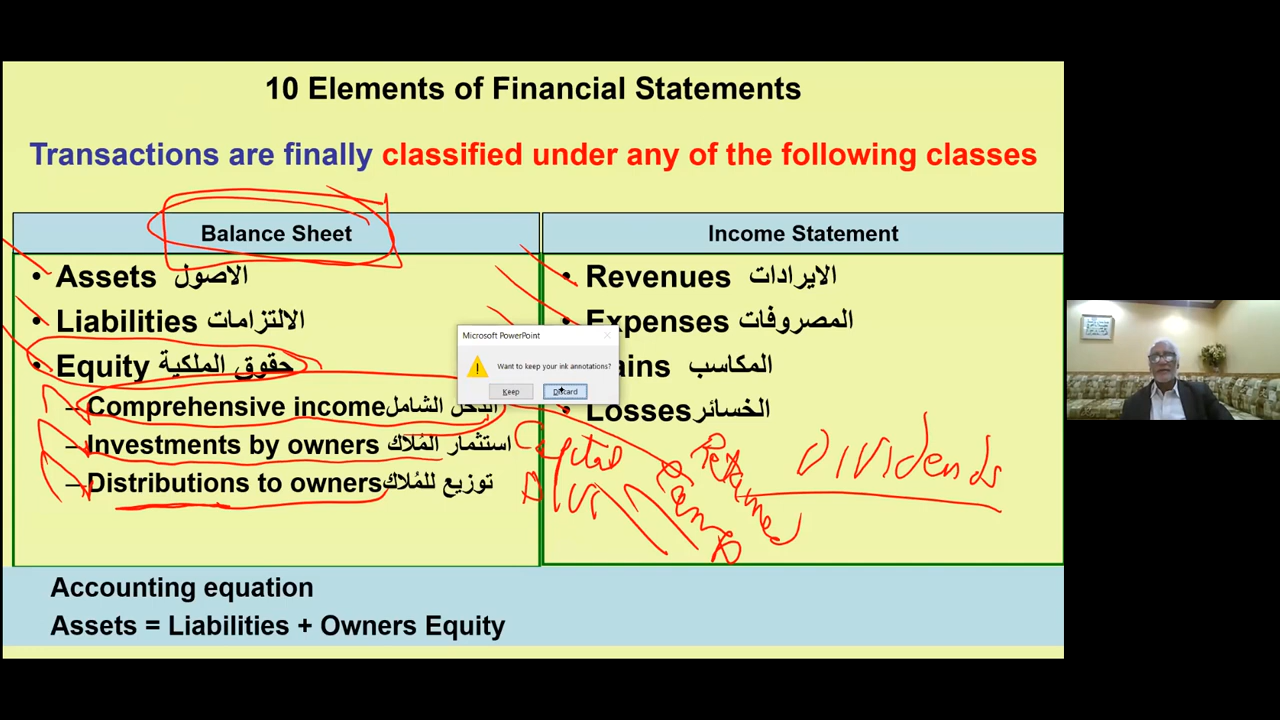 10 Elements of Financial Statements
Transactions are finally classified under any of the following classes
Balance Sheet
Income Statement
• Assets الاصول
• Liabilities الالتزامات
• Equity حقوق الملكية
– Comprehensive income الدخل الشامل
– Investments by owners استثمار المُلاك
– Distributions to owners توزيع للمُلاك
• Revenues الايرادات
• Expenses المصروفات
ains المكاسب
• Losses الخسائر
Microsoft PowerPoint
Want to keep your ink annotations?
Keep
Discard
Capital
Dividends
Accounting equation
Assets = Liabilities + Owners Equity